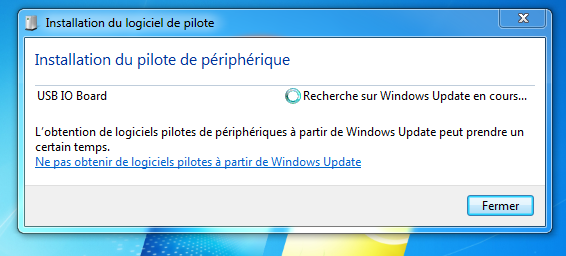 Installation du logiciel de pilote
Installation du pilote de périphérique
USB IO Board Recherche sur Windows Update en cours...
L'obtention de logiciels pilotes de périphériques à partir de Windows Update peut prendre un
certain temps.
Ne pas obtenir de logiciels pilotes à partir de Windows Update
Fermer